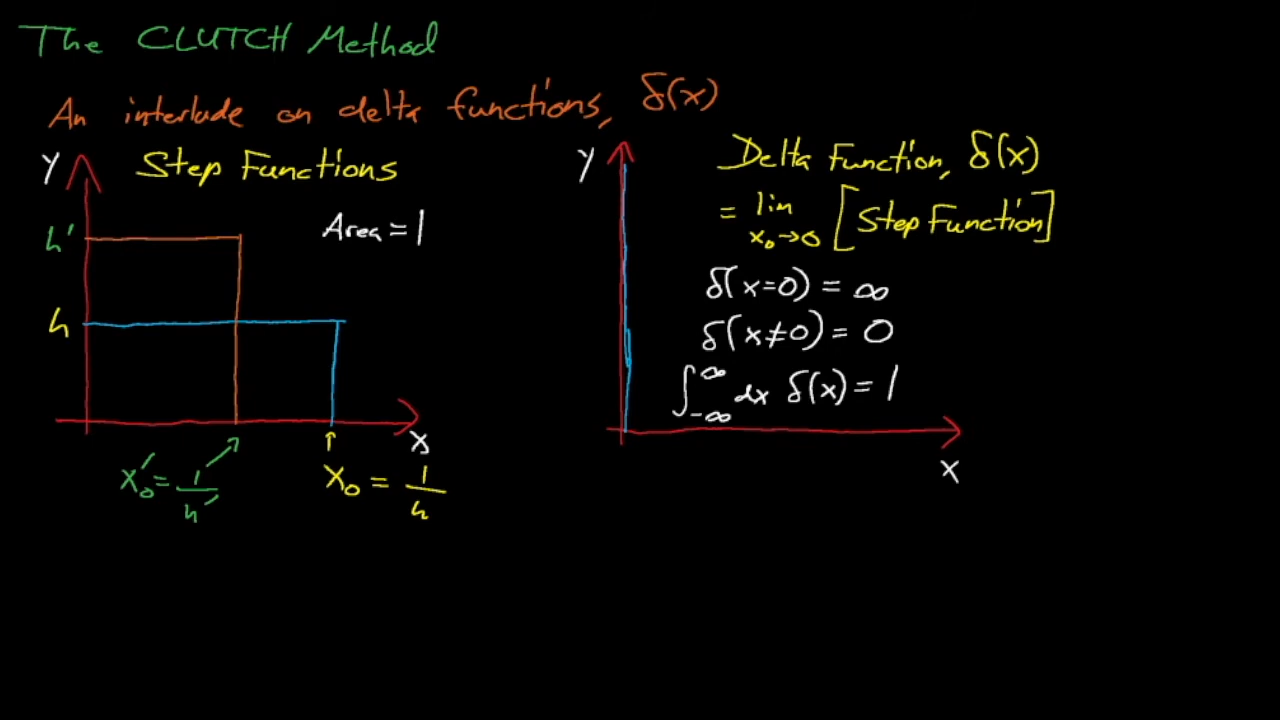 The CLUTCH Method
An interlude on delta functions, δ(x)
Y
Step Functions
h'
Area = 1
h
X
X₀' = 1/h'
X₀ = 1/h
Y
Delta Function, δ(x)
= lim x₀→0 [Step Function]
δ(x=0) = ∞
δ(x≠0) = 0
∫₋∞^∞ dx δ(x) = 1
X